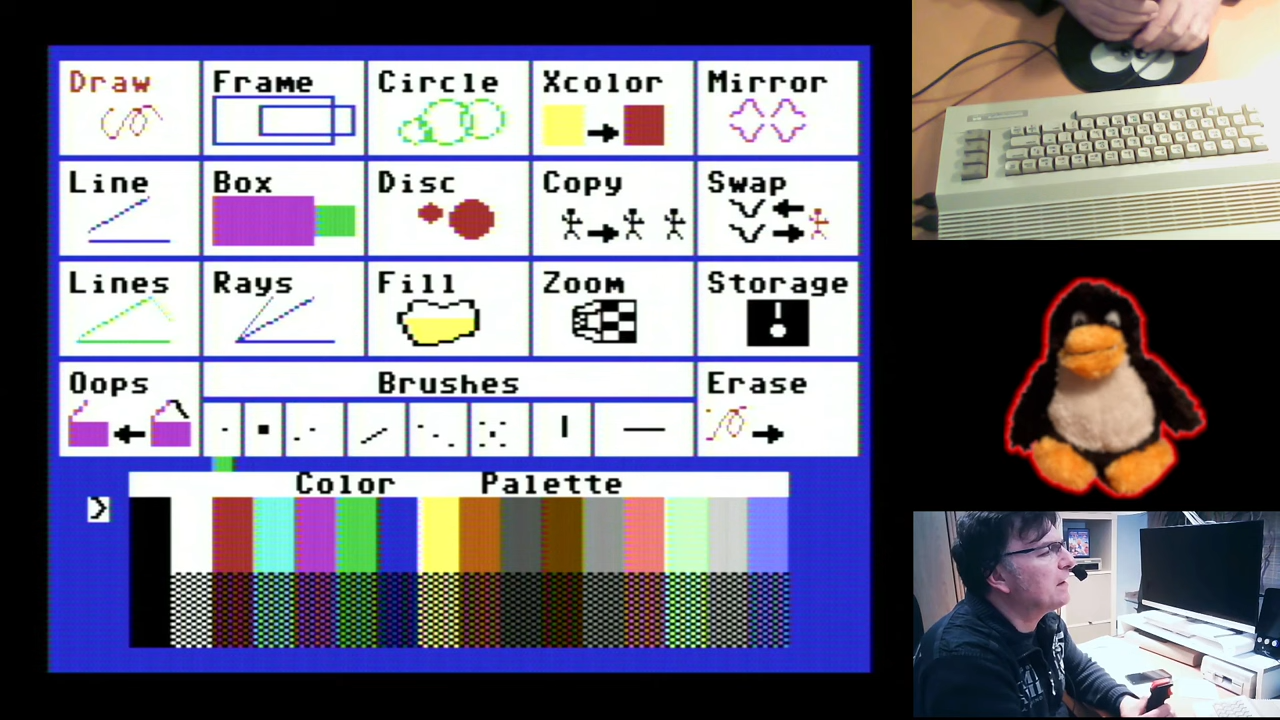 Draw Frame Circle Xcolor Mirror
Line Box Disc Copy Swap
Lines Rays Fill Zoom Storage
Oops Brushes Erase
Color Palette